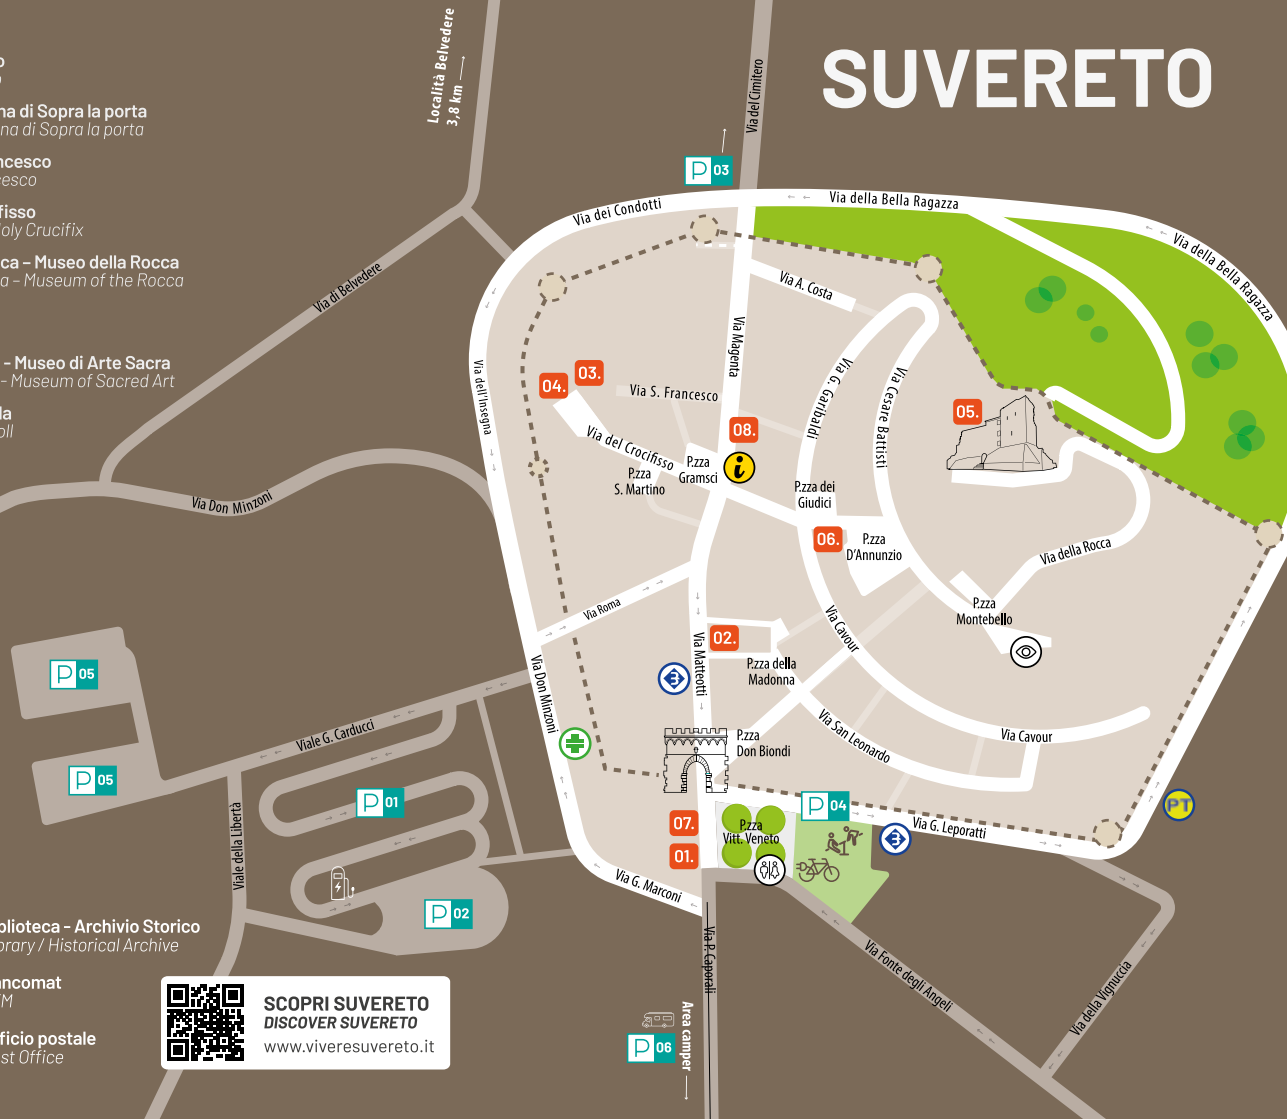 SUVERETO
na di Sopra la porta
na di Sopra la porta
ncesco
cesco
fisso
oly Crucifix
ca – Museo della Rocca
a – Museum of the Rocca
- Museo di Arte Sacra
- Museum of Sacred Art
la
oll
blioteca - Archivio Storico
brary / Historical Archive
ancomat
TM
ficio postale
st Office
SCOPRI SUVERETO
DISCOVER SUVERETO
www.viveresuvereto.it
Località Belvedere
3,8 km
Via del Cimitero
P 03
Via dei Condotti
Via della Bella Ragazza
Via della Bella Ragazza
Via di Belvedere
Via A. Costa
Via Magenta
Via dell'Insegna
03.
04.
Via S. Francesco
Via G. Garibaldi
Via Cesare Battisti
05.
08.
Via del Crocifisso
P.zza
Gramsci
i
P.zza
S. Martino
P.zza dei
Giudici
Via Don Minzoni
06.
P.zza
D'Annunzio
Via della Rocca
Via Roma
P.zza
Montebello
Via Cavour
02.
Via Matteotti
P.zza della
Madonna
P 05
Via Don Minzoni
Viale G. Carducci
P.zza
Don Biondi
Via San Leonardo
Via Cavour
P 05
P 01
P 04
PT
07.
P.zza
Vitt. Veneto
Via G. Leporatti
01.
Viale della Libertà
Via G. Marconi
P 02
Via P. Caporali
Via Fonte degli Angeli
Via della Vignuccia
Area camper
P 06